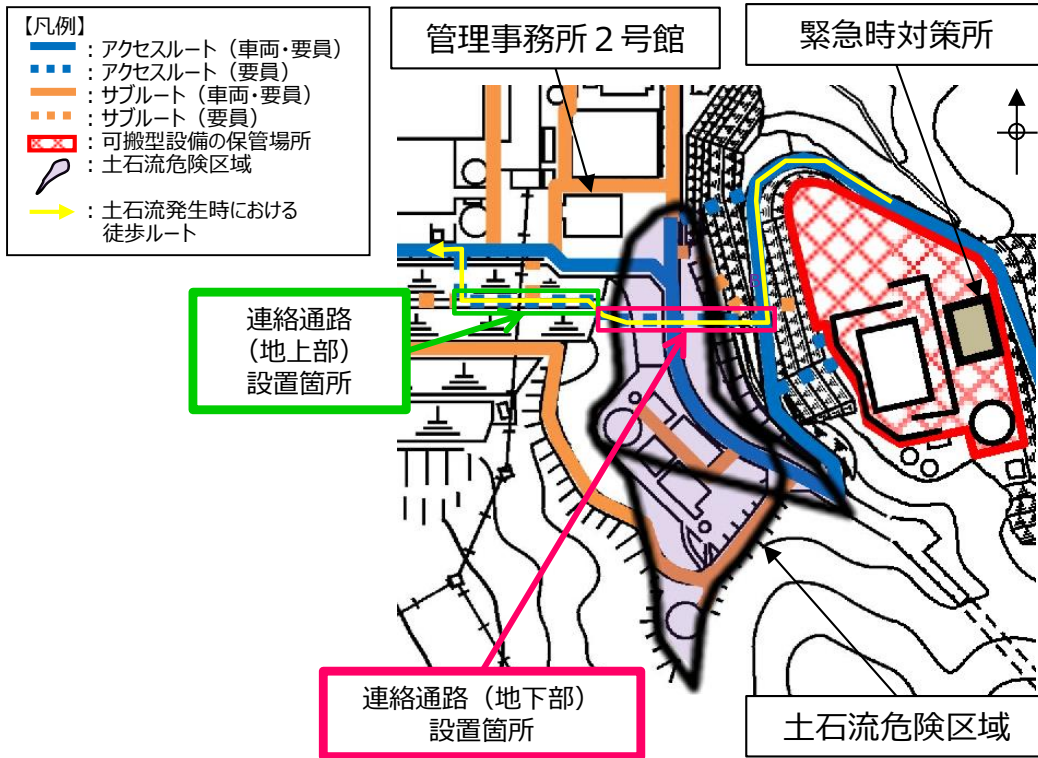 【凡例】
：アクセスルート（車両・要員）
：アクセスルート（要員）
：サブルート（車両・要員）
：サブルート（要員）
：可搬型設備の保管場所
：土石流危険区域
：土石流発生時における
徒歩ルート
管理事務所２号館
緊急時対策所
連絡通路
（地上部）
設置箇所
連絡通路（地下部）
設置箇所
土石流危険区域